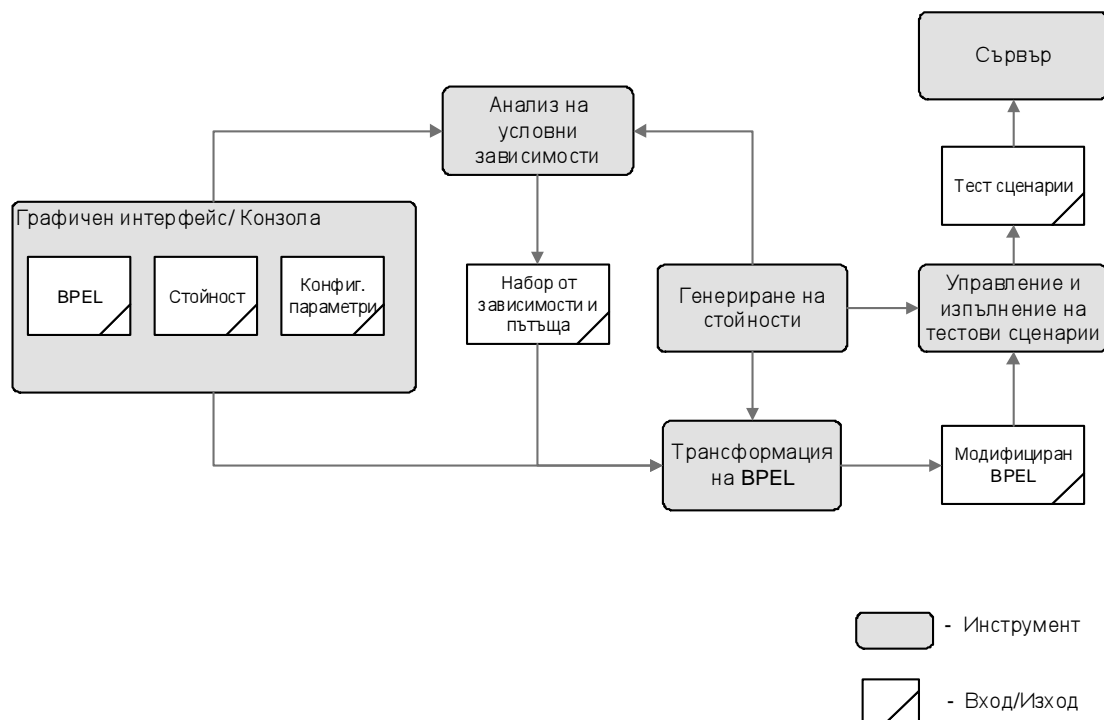 Сървър
Анализ на
условни
зависимости
Тест сценарии
Графичен интерфейс/ Конзола
BPEL
Стойност
Конфиг.
параметри
Набор от
зависимости и
пътъща
Генериране на
стойности
Управление и
изпълнение на
тестови сценарии
Трансформация
на BPEL
Модифициран
BPEL
- Инструмент
- Вход/Изход